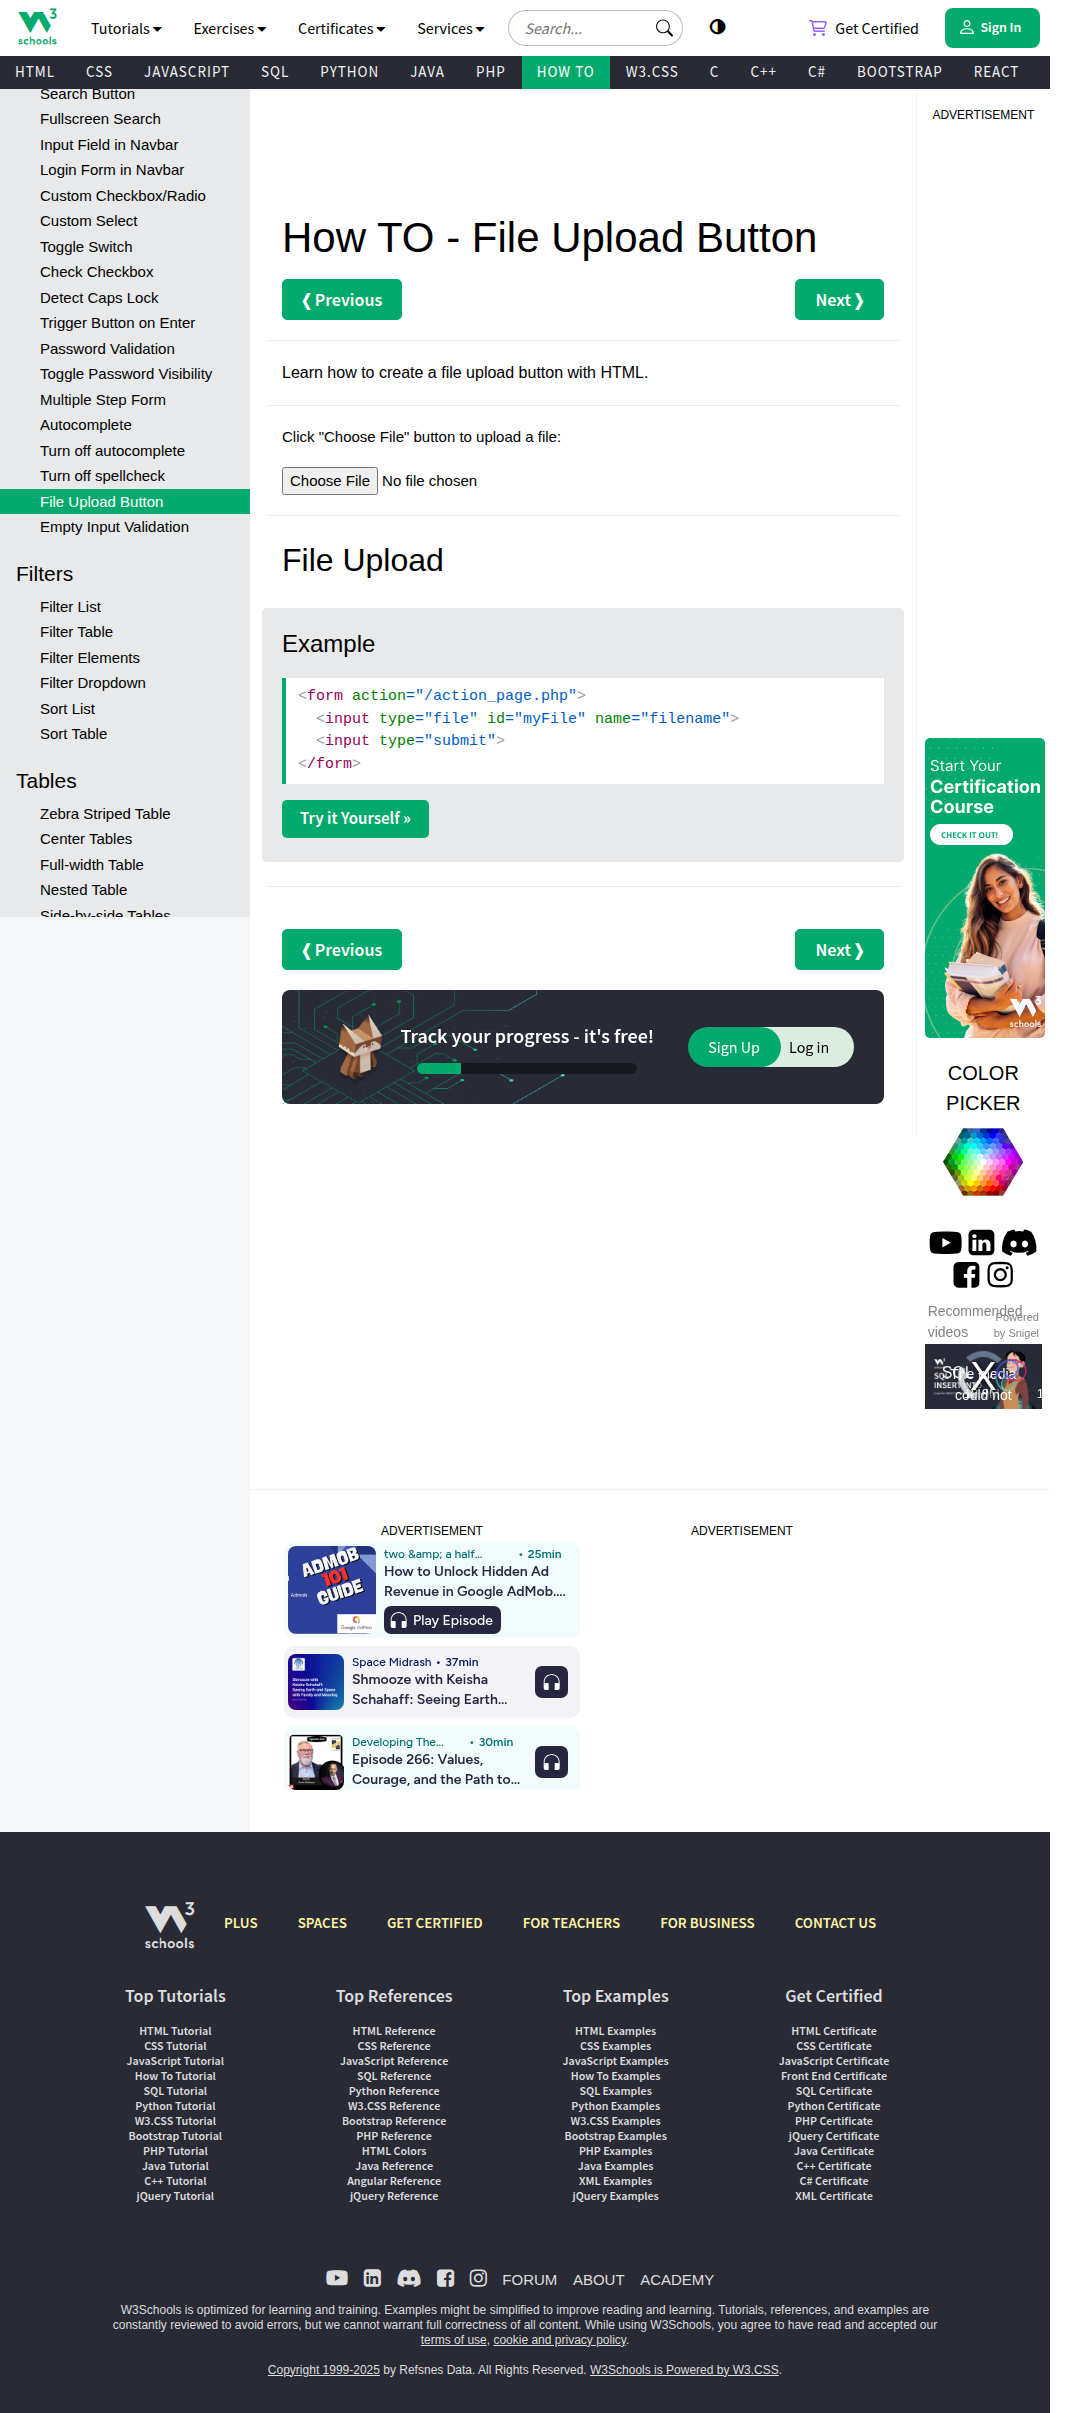 W3 schools
Tutorials Exercises Certificates Services Search... Get Certified Sign In
HTML CSS JAVASCRIPT SQL PYTHON JAVA PHP HOW TO W3.CSS C C++ C# BOOTSTRAP REACT
Search Button
Fullscreen Search
Input Field in Navbar
Login Form in Navbar
Custom Checkbox/Radio
Custom Select
Toggle Switch
Check Checkbox
Detect Caps Lock
Trigger Button on Enter
Password Validation
Toggle Password Visibility
Multiple Step Form
Autocomplete
Turn off autocomplete
Turn off spellcheck
File Upload Button
Empty Input Validation
Filters
Filter List
Filter Table
Filter Elements
Filter Dropdown
Sort List
Sort Table
Tables
Zebra Striped Table
Center Tables
Full-width Table
Nested Table
Side-by-side Tables
How TO - File Upload Button
❮ Previous
Next ❯
Learn how to create a file upload button with HTML.
Click "Choose File" button to upload a file:
Choose File No file chosen
File Upload
Example
<form action="/action_page.php">
<input type="file" id="myFile" name="filename">
<input type="submit">
</form>
Try it Yourself »
❮ Previous
Next ❯
Track your progress - it's free!
Sign Up
Log in
ADVERTISEMENT
Start Your
Certification
Course
CHECK IT OUT!
W3 schools
COLOR
PICKER
Recommended
videos
Powered
by Snigel
The media
could not
ADVERTISEMENT
ADMOB
101
GUIDE
Admob
Google AdMob
two &amp; a half... • 25min
How to Unlock Hidden Ad
Revenue in Google AdMob....
Play Episode
Space Midrash • 37min
Shmooze with Keisha
Schahaff: Seeing Earth...
Developing The... • 30min
Episode 266: Values,
Courage, and the Path to...
ADVERTISEMENT
W3 schools
PLUS SPACES GET CERTIFIED FOR TEACHERS FOR BUSINESS CONTACT US
Top Tutorials
HTML Tutorial
CSS Tutorial
JavaScript Tutorial
How To Tutorial
SQL Tutorial
Python Tutorial
W3.CSS Tutorial
Bootstrap Tutorial
PHP Tutorial
Java Tutorial
C++ Tutorial
jQuery Tutorial
Top References
HTML Reference
CSS Reference
JavaScript Reference
SQL Reference
Python Reference
W3.CSS Reference
Bootstrap Reference
PHP Reference
HTML Colors
Java Reference
Angular Reference
jQuery Reference
Top Examples
HTML Examples
CSS Examples
JavaScript Examples
How To Examples
SQL Examples
Python Examples
W3.CSS Examples
Bootstrap Examples
PHP Examples
Java Examples
XML Examples
jQuery Examples
Get Certified
HTML Certificate
CSS Certificate
JavaScript Certificate
Front End Certificate
SQL Certificate
Python Certificate
PHP Certificate
jQuery Certificate
Java Certificate
C++ Certificate
C# Certificate
XML Certificate
FORUM ABOUT ACADEMY
W3Schools is optimized for learning and training. Examples might be simplified to improve reading and learning. Tutorials, references, and examples are
constantly reviewed to avoid errors, but we cannot warrant full correctness of all content. While using W3Schools, you agree to have read and accepted our
terms of use, cookie and privacy policy.
Copyright 1999-2025 by Refsnes Data. All Rights Reserved. W3Schools is Powered by W3.CSS.